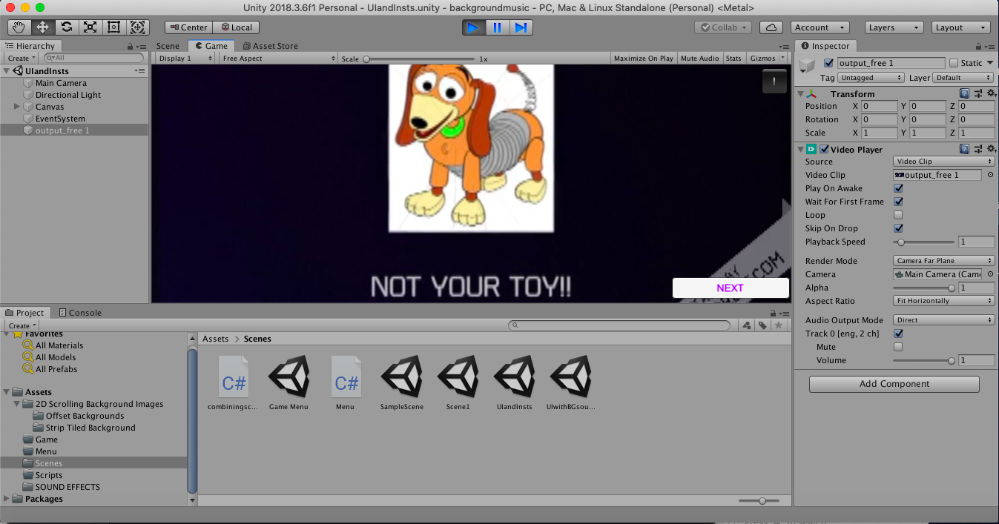 Unity 2018.3.6f1 Personal - UIandInsts.unity - backgroundmusic - PC, Mac & Linux Standalone (Personal) <Metal>
Center Local Collab Account Layers Layout
Hierarchy
Create All
UIandInsts
Main Camera
Directional Light
Canvas
EventSystem
output_free 1
Scene Game Asset Store
Display 1 Free Aspect Scale 1x Maximize On Play Mute Audio Stats Gizmos
!
C
.COM
NOT YOUR TOY!!
NEXT
Project Console
Create
Favorites
All Materials
All Models
All Prefabs
Assets
2D Scrolling Background Images
Offset Backgrounds
Strip Tiled Background
Game
Menu
Scenes
Scripts
SOUND EFFECTS
Packages
Assets > Scenes
C# C#
combiningsc... Game Menu Menu SampleScene Scene1 UIandInsts UIwithBGsou...
Inspector
output_free 1 Static
Tag Untagged Layer Default
Transform
Position X 0 Y 0 Z 0
Rotation X 0 Y 0 Z 0
Scale X 1 Y 1 Z 1
Video Player
Source Video Clip
Video Clip output_free 1
Play On Awake
Wait For First Frame
Loop
Skip On Drop
Playback Speed 1
Render Mode Camera Far Plane
Camera Main Camera (Came
Alpha 1
Aspect Ratio Fit Horizontally
Audio Output Mode Direct
Track 0 [eng, 2 ch]
Mute
Volume 1
Add Component